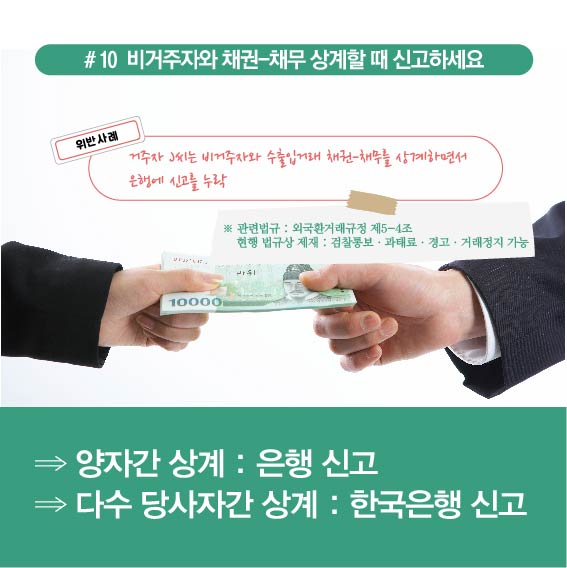 #10 비거주자와 채권-채무 상계할 때 신고하세요
위반사례
거주자 J씨는 비거주자와 수출입거래 채권-채무를 상계하면서
은행에 신고를 누락
※ 관련법규 : 외국환거래규정 제5-4조
현행 법규상 제재 : 검찰통보 · 과태료 · 경고 · 거래정지 가능
10000
⇒ 양자간 상계 : 은행 신고
⇒ 다수 당사자간 상계 : 한국은행 신고